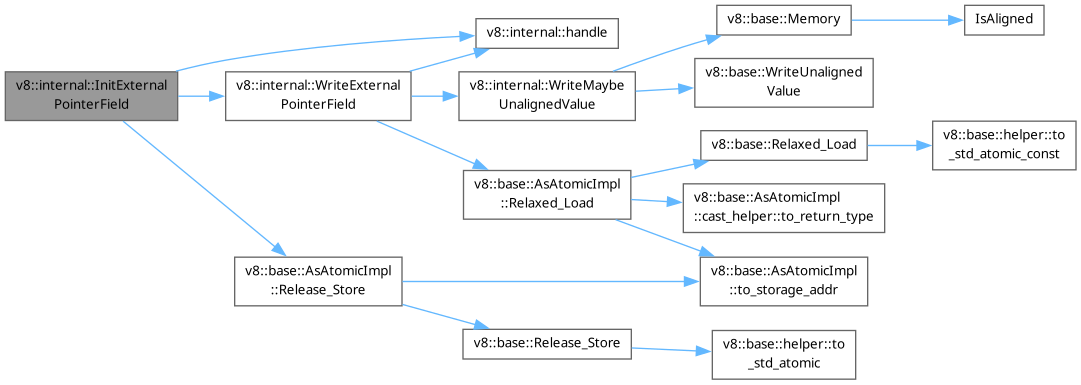 v8::internal::InitExternal
PointerField
v8::internal::handle
v8::internal::WriteExternal
PointerField
v8::internal::WriteMaybe
UnalignedValue
v8::base::Memory
IsAligned
v8::base::WriteUnaligned
Value
v8::base::AsAtomicImpl
::Relaxed_Load
v8::base::Relaxed_Load
v8::base::helper::to
_std_atomic_const
v8::base::AsAtomicImpl
::cast_helper::to_return_type
v8::base::AsAtomicImpl
::to_storage_addr
v8::base::AsAtomicImpl
::Release_Store
v8::base::Release_Store
v8::base::helper::to
_std_atomic